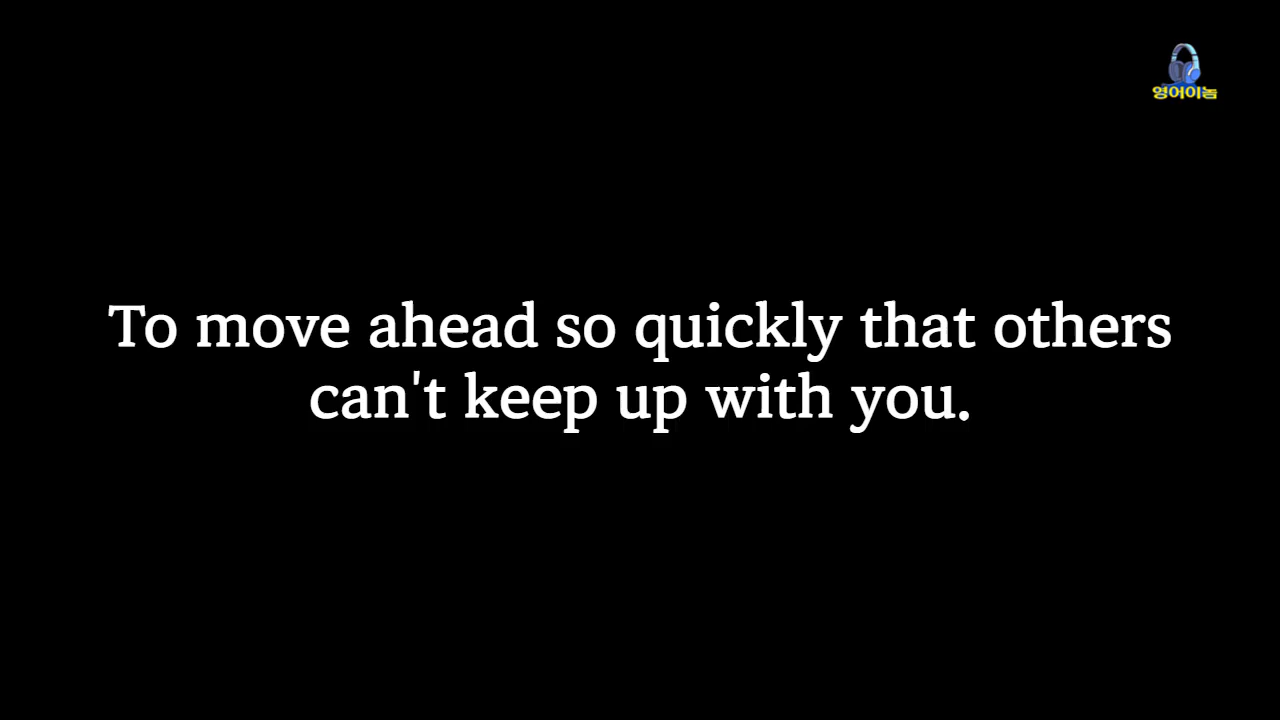 영어이놈
To move ahead so quickly that others
can't keep up with you.